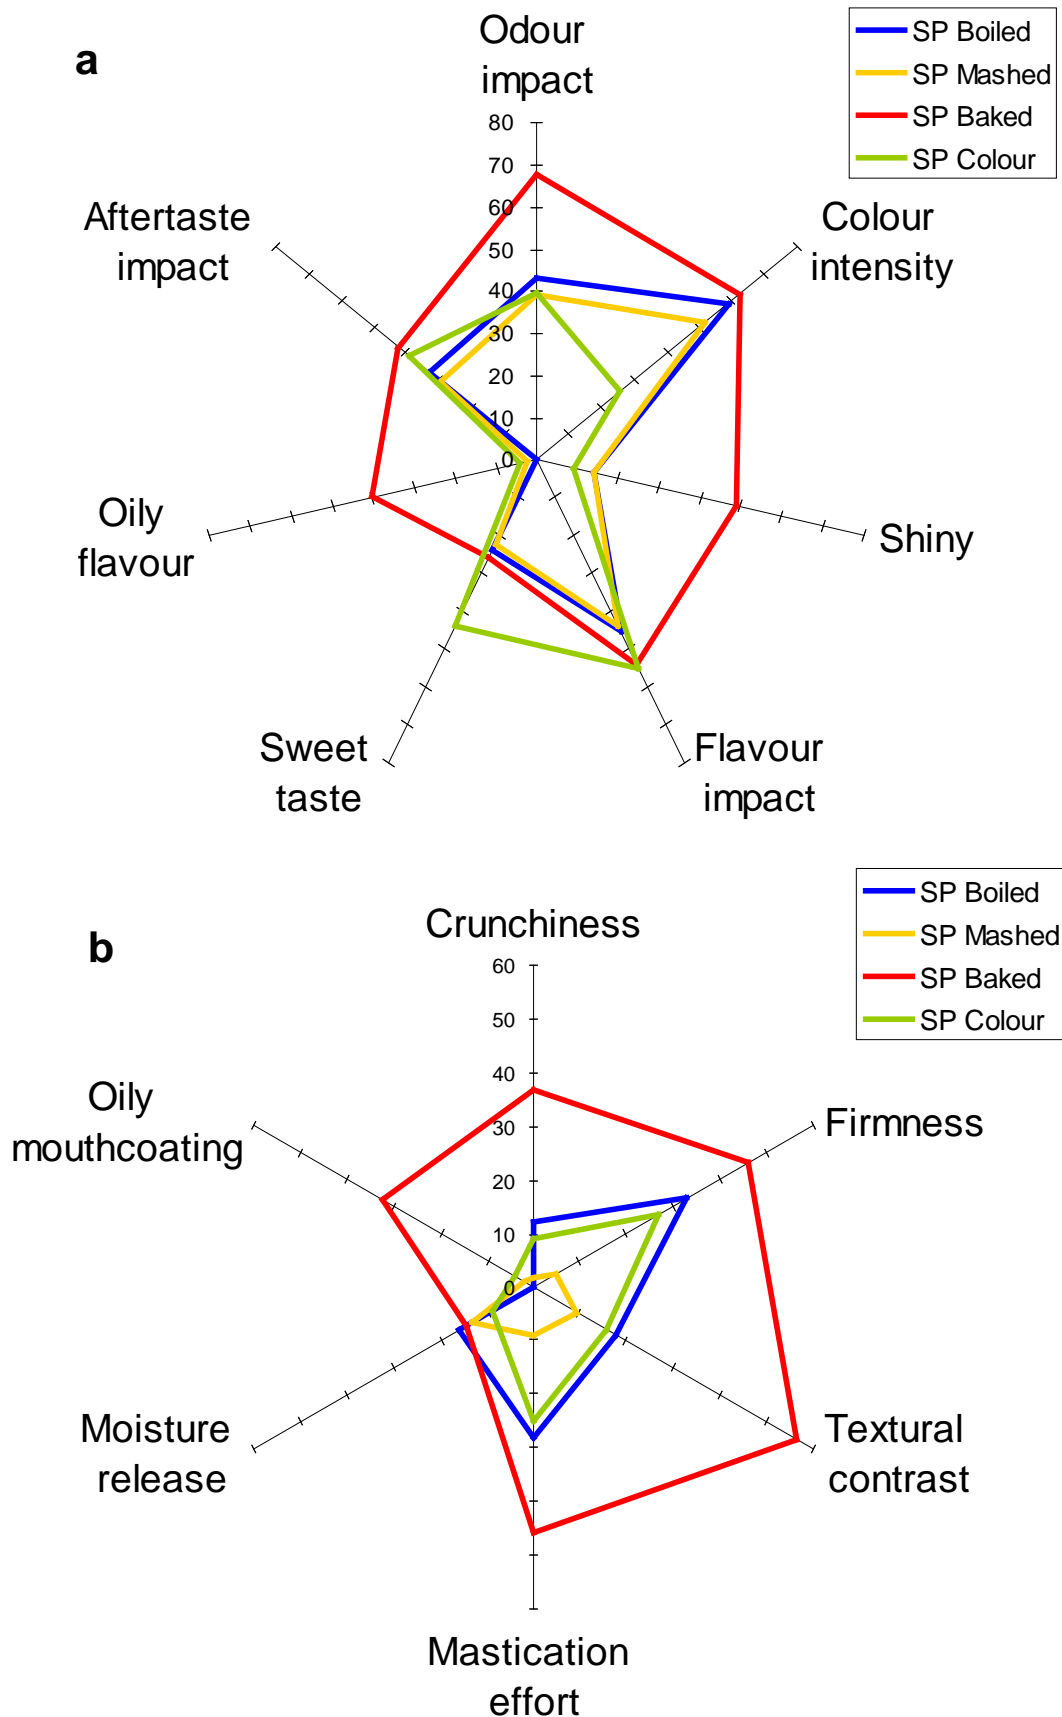 a
Odour
impact
SP Boiled
SP Mashed
SP Baked
SP Colour
80
70
60
50
40
30
20
10
0
Aftertaste
impact
Colour
intensity
Oily
flavour
Shiny
Sweet
taste
Flavour
impact
b
Crunchiness
SP Boiled
SP Mashed
SP Baked
SP Colour
60
50
40
30
20
10
0
Oily
mouthcoating
Firmness
Moisture
release
Textural
contrast
Mastication
effort